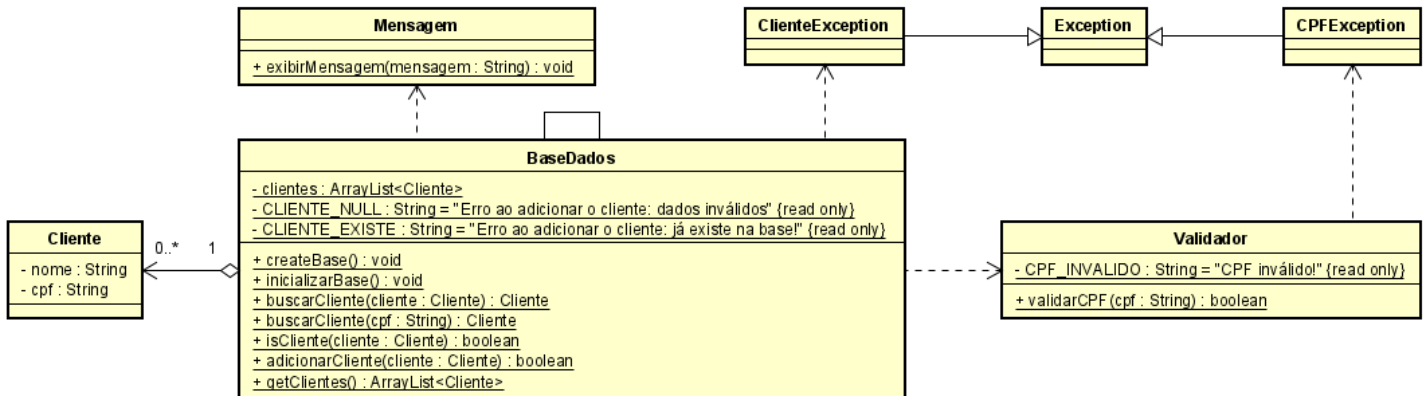 Mensagem
+ exibirMensagem(mensagem : String) : void
ClienteException
Exception
CPFException
BaseDados
- clientes : ArrayList<Cliente>
- CLIENTE_NULL : String = "Erro ao adicionar o cliente: dados inválidos" {read only}
- CLIENTE_EXISTE : String = "Erro ao adicionar o cliente: já existe na base!" {read only}
+ createBase() : void
+ inicializarBase() : void
+ buscarCliente(cliente : Cliente) : Cliente
+ buscarCliente(cpf : String) : Cliente
+ isCliente(cliente : Cliente) : boolean
+ adicionarCliente(cliente : Cliente) : boolean
+ getClientes() : ArrayList<Cliente>
Cliente
- nome : String
- cpf : String
0..*
1
Validador
- CPF_INVALIDO : String = "CPF inválido!" {read only}
+ validarCPF(cpf : String) : boolean